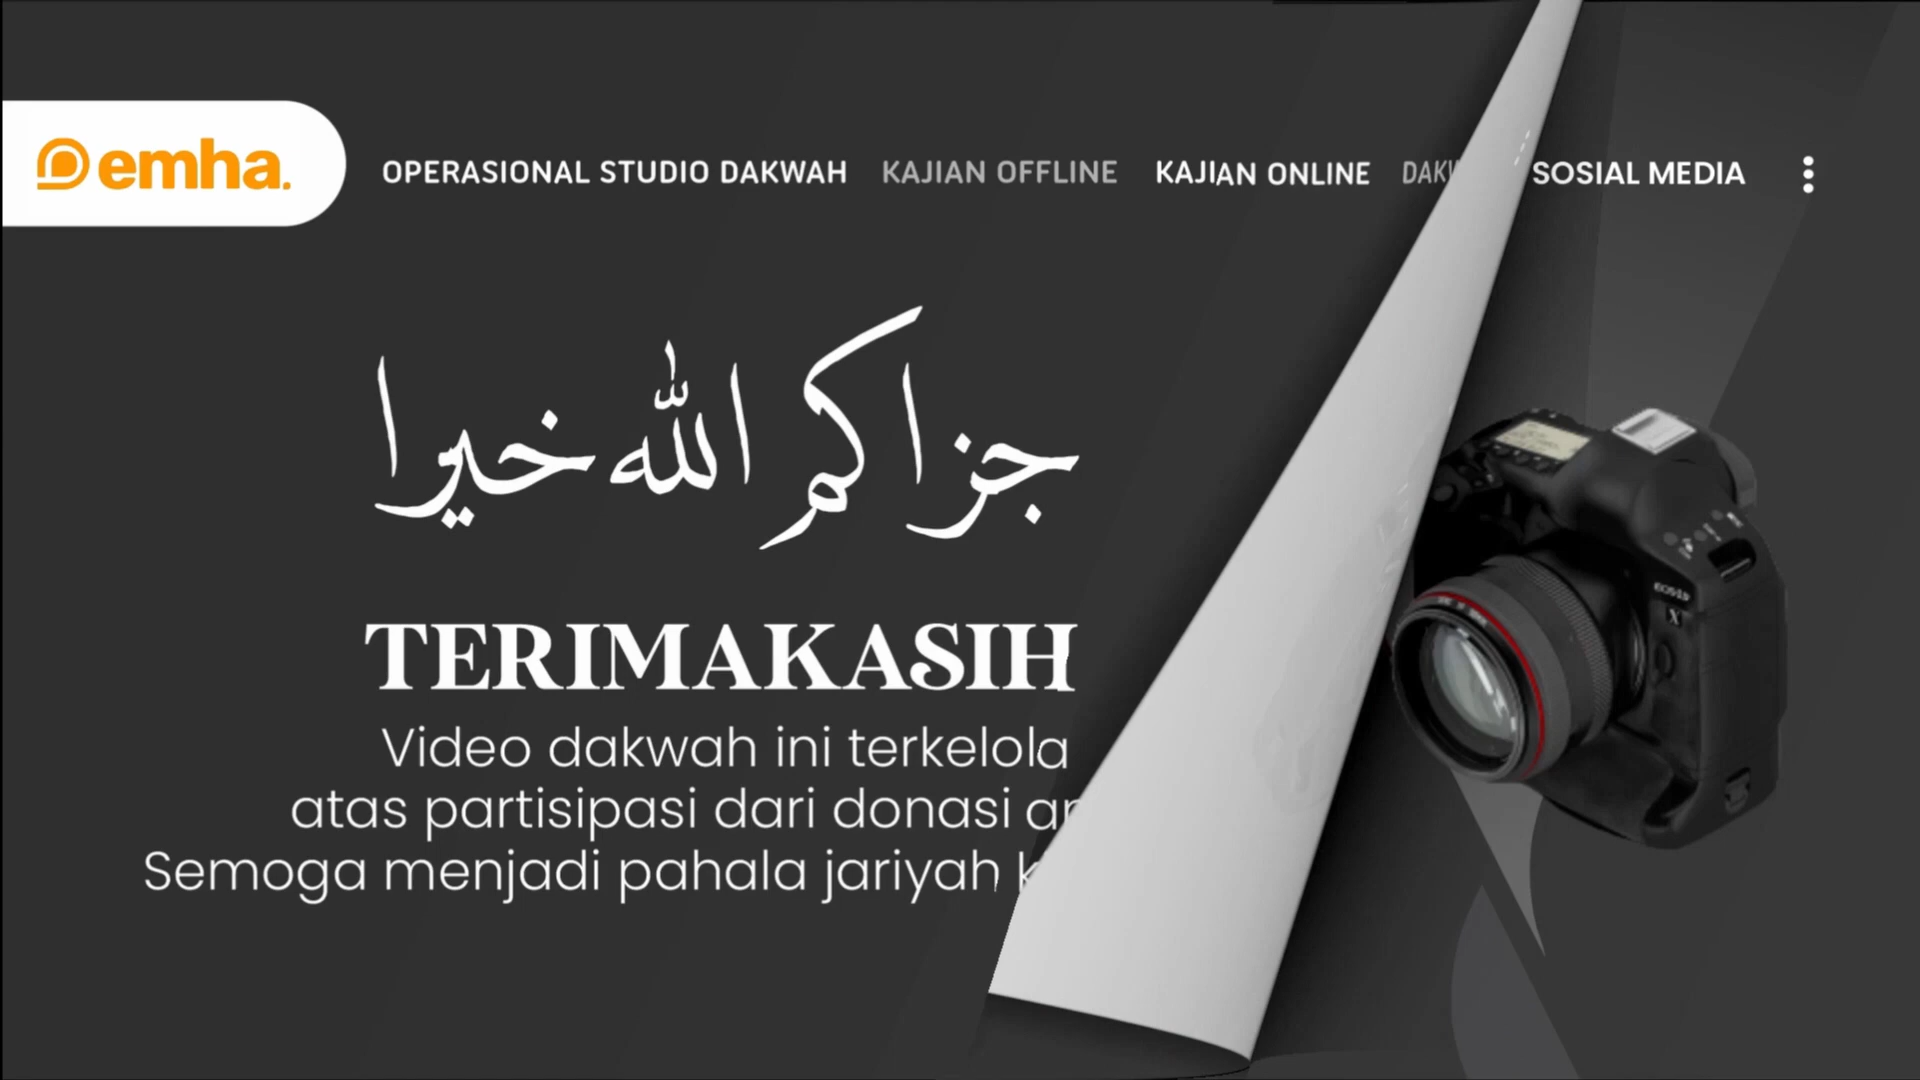 emha.
OPERASIONAL STUDIO DAKWAH KAJIAN OFFLINE KAJIAN ONLINE SOSIAL MEDIA
جزاكم الله خيرا
TERIMAKASIH
Video dakwah ini terkelola
atas partisipasi dari donasi
Semoga menjadi pahala jariyah